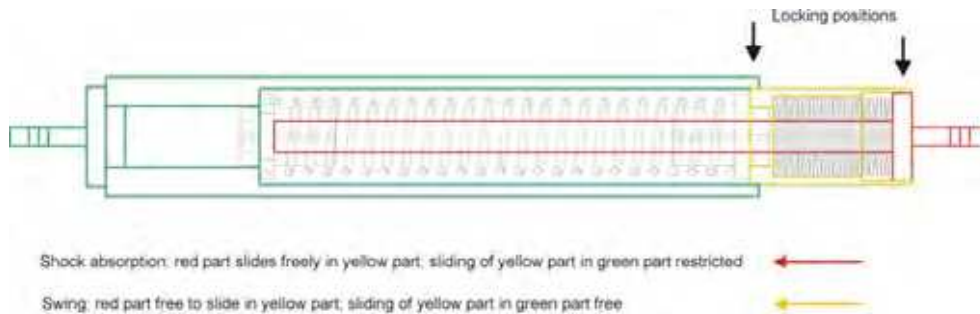 Locking positions
Shock absorption: red part slides freely in yellow part; sliding of yellow part in green part restricted
Swing: red part free to slide in yellow part; sliding of yellow part in green part free